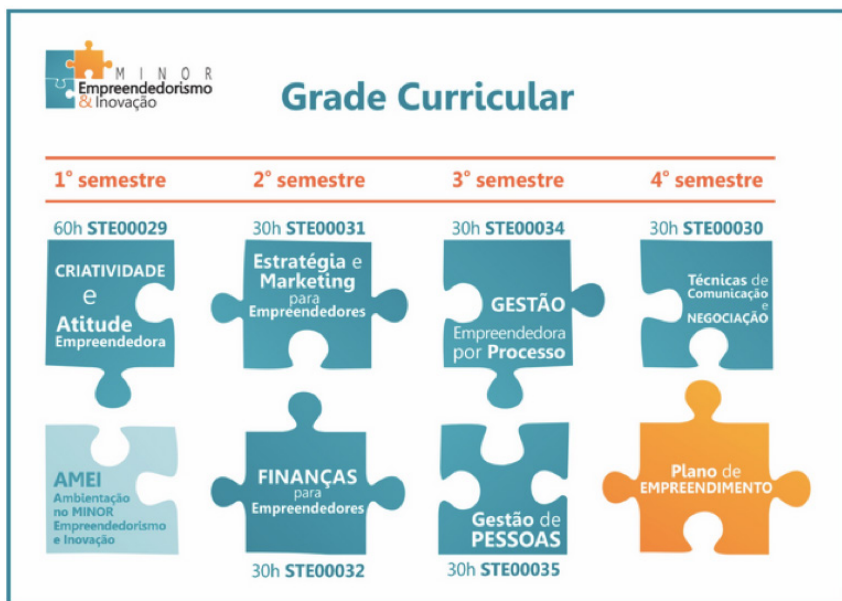 MINOR
Empreendedorismo
& Inovação
Grade Curricular
1° semestre
2° semestre
3° semestre
4° semestre
60h STE00029
30h STE00031
30h STE00034
30h STE00030
CRIATIVIDADE
e
Atitude
Empreendedora
Estratégia e
Marketing
para
Empreendedores
GESTÃO
Empreendedora
por Processo
Técnicas de
Comunicação
e
NEGOCIAÇÃO
AMEI
Ambientação
no MINOR
Empreendedorismo
e Inovação
FINANÇAS
para
Empreendedores
Gestão de
PESSOAS
Plano de
EMPREENDIMENTO
30h STE00032
30h STE00035